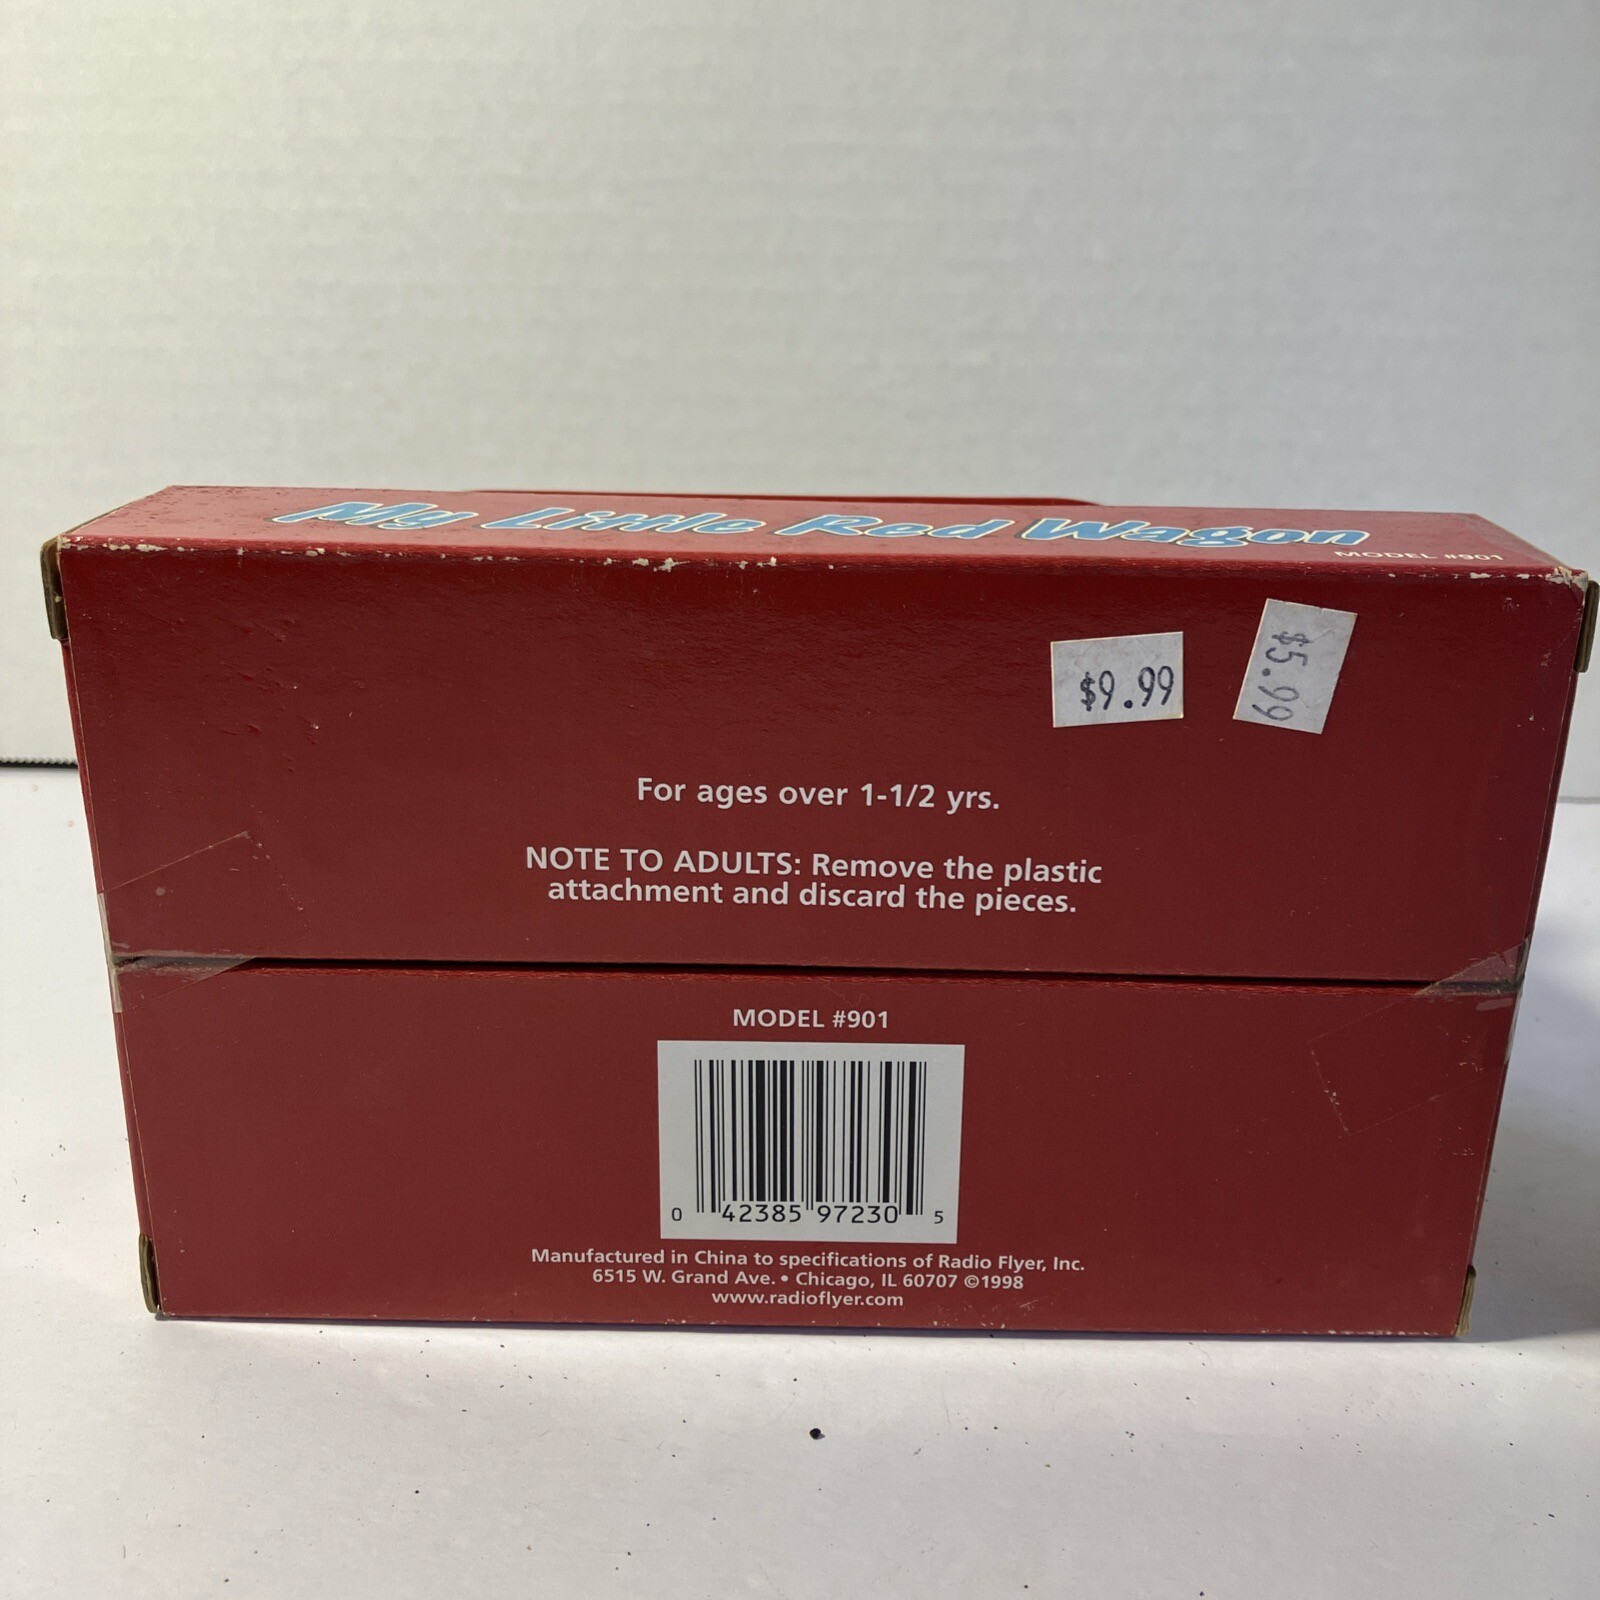 My Little Red Wagon
MODEL #901
$9.99
$5.99
For ages over 1-1/2 yrs.
NOTE TO ADULTS: Remove the plastic
attachment and discard the pieces.
MODEL #901
0 42385 97230 5
Manufactured in China to specifications of Radio Flyer, Inc.
6515 W. Grand Ave. • Chicago, IL 60707 ©1998
www.radioflyer.com